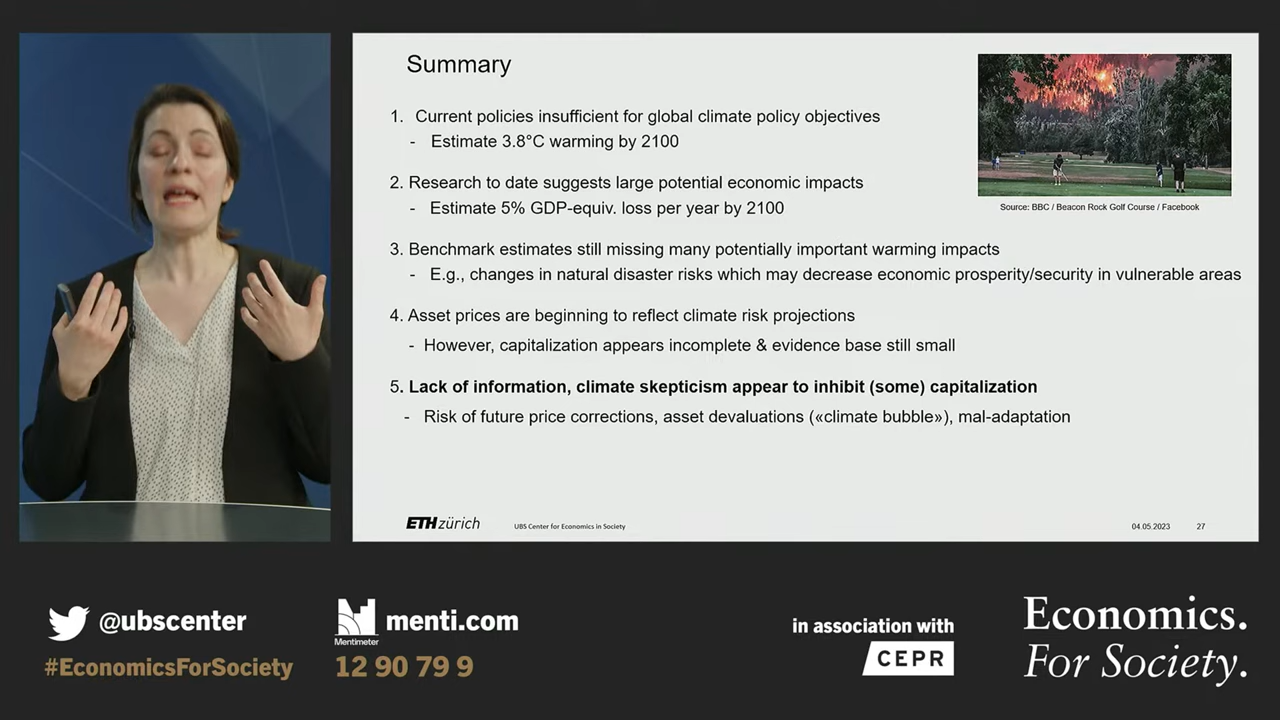 Summary
1. Current policies insufficient for global climate policy objectives
- Estimate 3.8°C warming by 2100
2. Research to date suggests large potential economic impacts
- Estimate 5% GDP-equiv. loss per year by 2100
Source: BBC / Beacon Rock Golf Course / Facebook
3. Benchmark estimates still missing many potentially important warming impacts
- E.g., changes in natural disaster risks which may decrease economic prosperity/security in vulnerable areas
4. Asset prices are beginning to reflect climate risk projections
- However, capitalization appears incomplete & evidence base still small
5. Lack of information, climate skepticism appear to inhibit (some) capitalization
- Risk of future price corrections, asset devaluations («climate bubble»), mal-adaptation
ETH zürich
UBS Center for Economics in Society
04.05.2023
27
@ubscenter
#EconomicsForSociety
Mentimeter
menti.com
12 90 79 9
in association with
CEPR
Economics.
For Society.